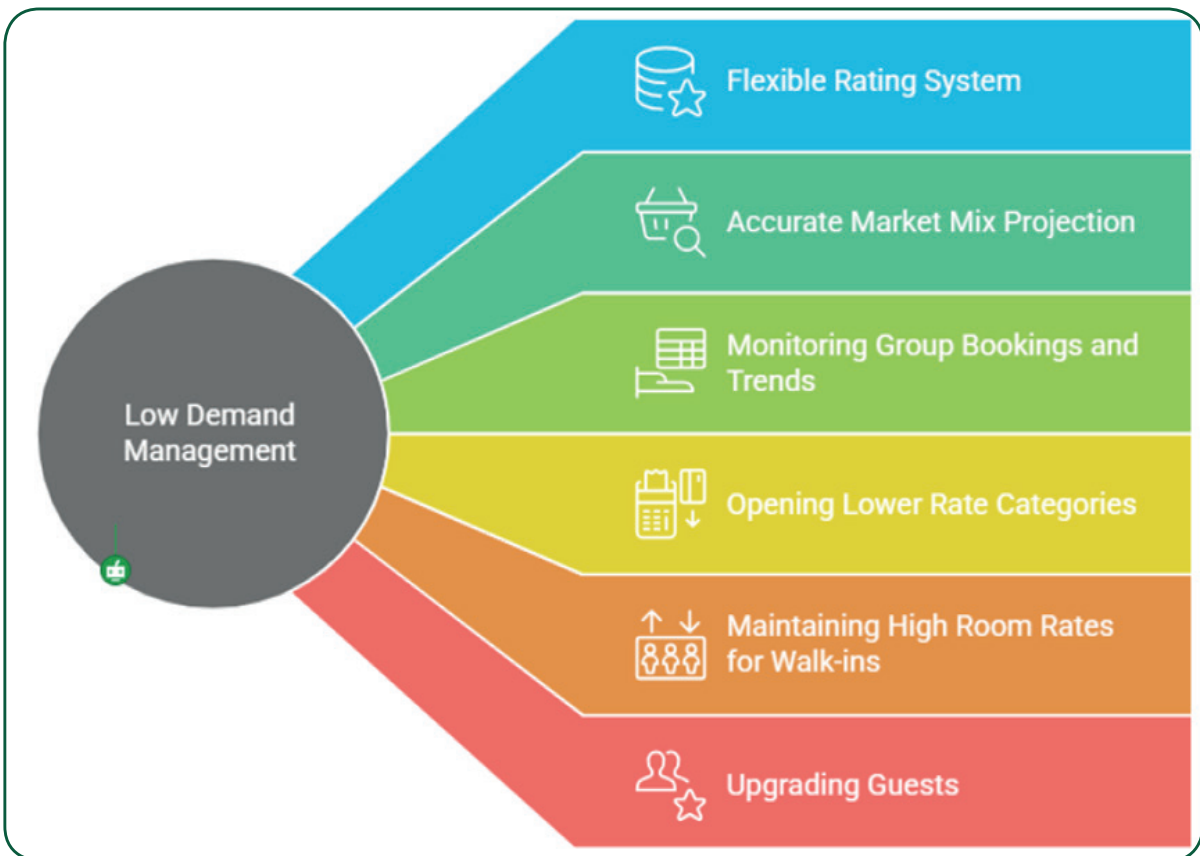 Flexible Rating System
Accurate Market Mix Projection
Monitoring Group Bookings and
Trends
Low Demand
Management
Opening Lower Rate Categories
Maintaining High Room Rates
for Walk-ins
Upgrading Guests